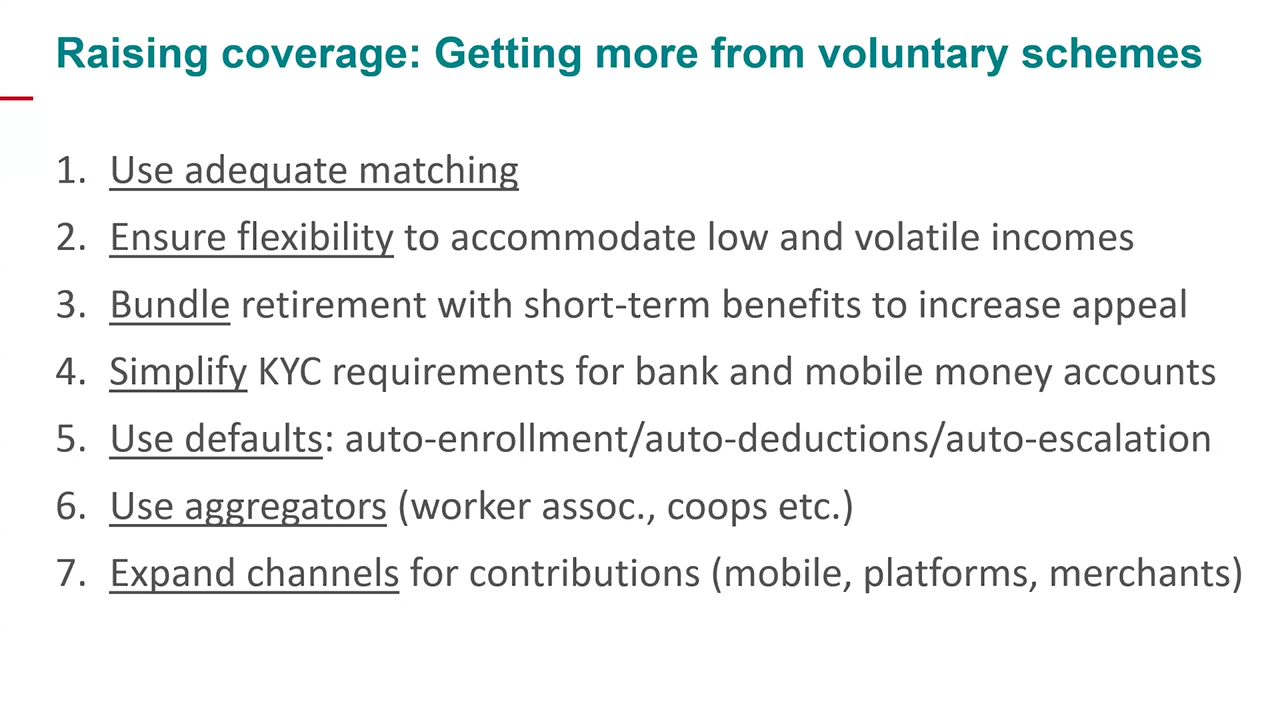 Raising coverage: Getting more from voluntary schemes
1. Use adequate matching
2. Ensure flexibility to accommodate low and volatile incomes
3. Bundle retirement with short-term benefits to increase appeal
4. Simplify KYC requirements for bank and mobile money accounts
5. Use defaults: auto-enrollment/auto-deductions/auto-escalation
6. Use aggregators (worker assoc., coops etc.)
7. Expand channels for contributions (mobile, platforms, merchants)